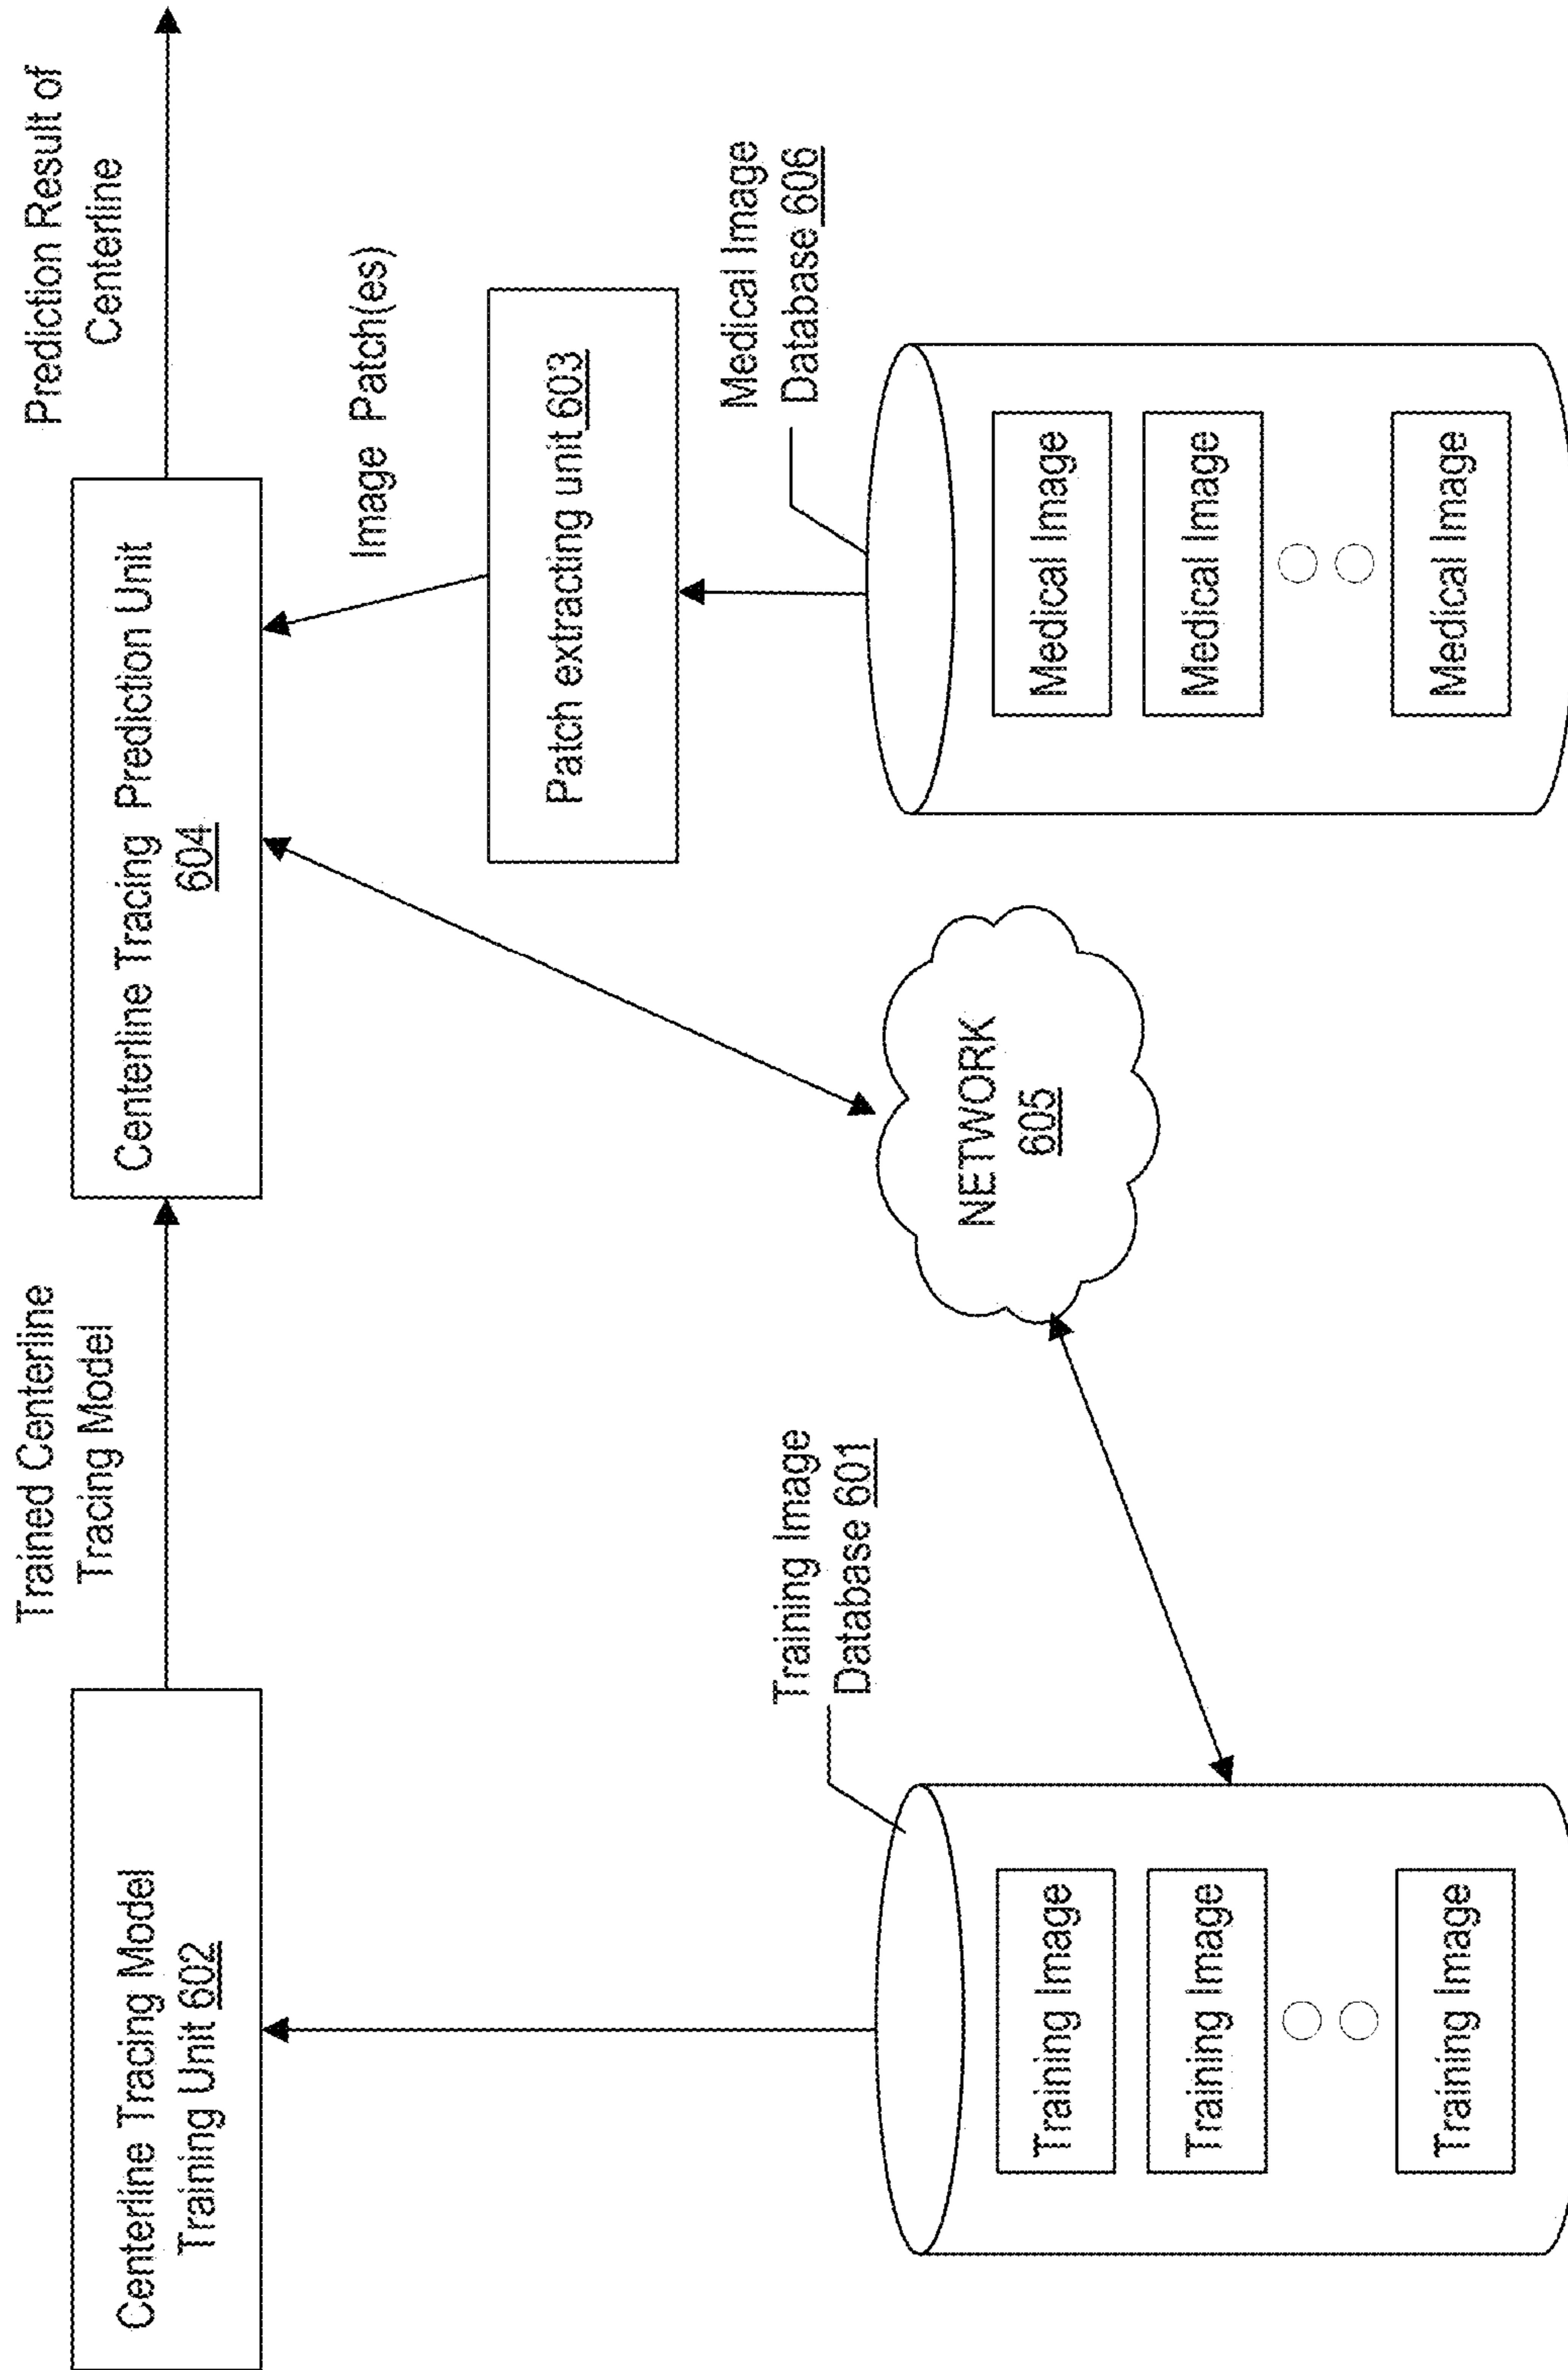 Trained Centerline
Tracing Model
Prediction Result of
Centerline
Centerline Tracing Model
Training Unit 602
Centerline Tracing Prediction Unit
604
Image Patch(es)
Patch extracting unit 603
Training Image
Database 601
NETWORK
605
Medical Image
Database 606
Training Image
Training Image
Training Image
Medical Image
Medical Image
Medical Image